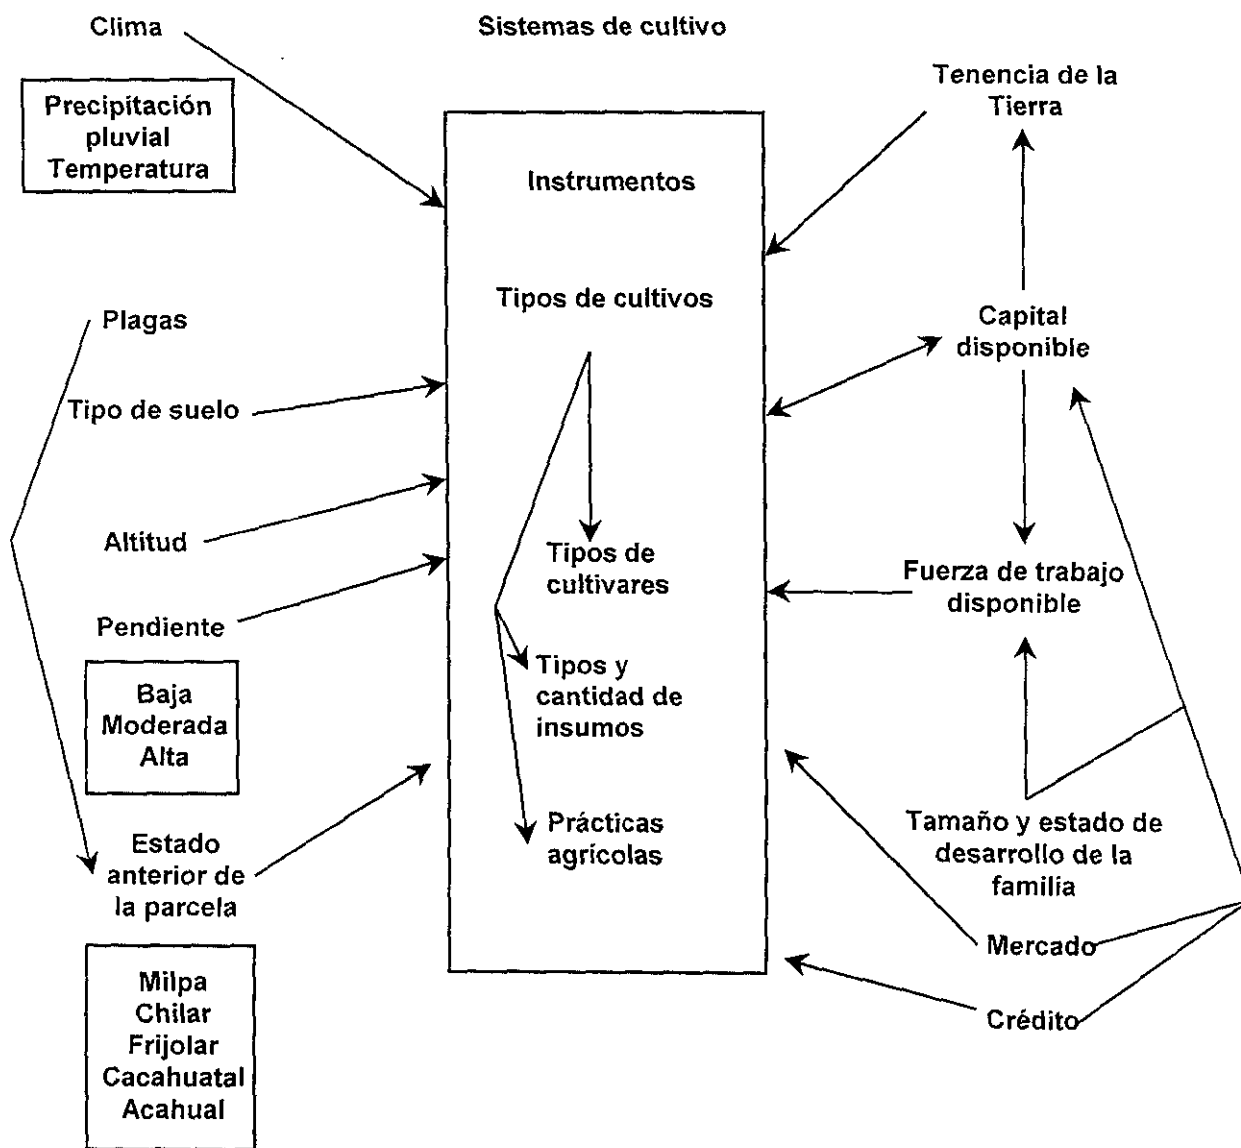 Clima
Precipitación
pluvial
Temperatura
Plagas
Tipo de suelo
Altitud
Pendiente
Baja
Moderada
Alta
Estado
anterior de
la parcela
Milpa
Chilar
Frijolar
Cacahuatal
Acahual
Sistemas de cultivo
Instrumentos
Tipos de cultivos
Tipos de
cultivares
Tipos y
cantidad de
insumos
Prácticas
agrícolas
Tenencia de la
Tierra
Capital
disponible
Fuerza de trabajo
disponible
Tamaño y estado de
desarrollo de la
familia
Mercado
Crédito